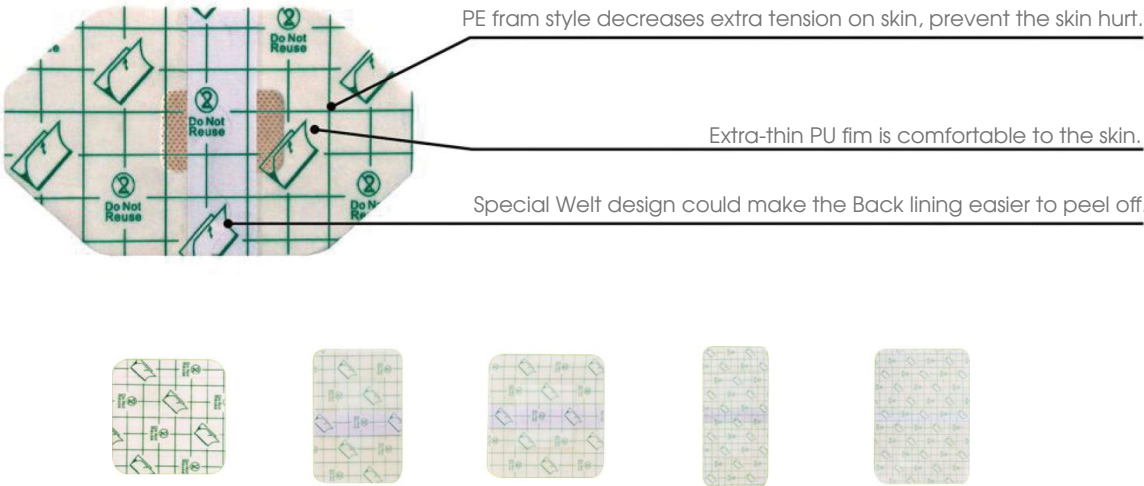 PE fram style decreases extra tension on skin, prevent the skin hurt.
Do Not
Reuse
Do Not
Reuse
Extra-thin PU fim is comfortable to the skin.
Do Not
Reuse
Special Welt design could make the Back lining easier to peel off.